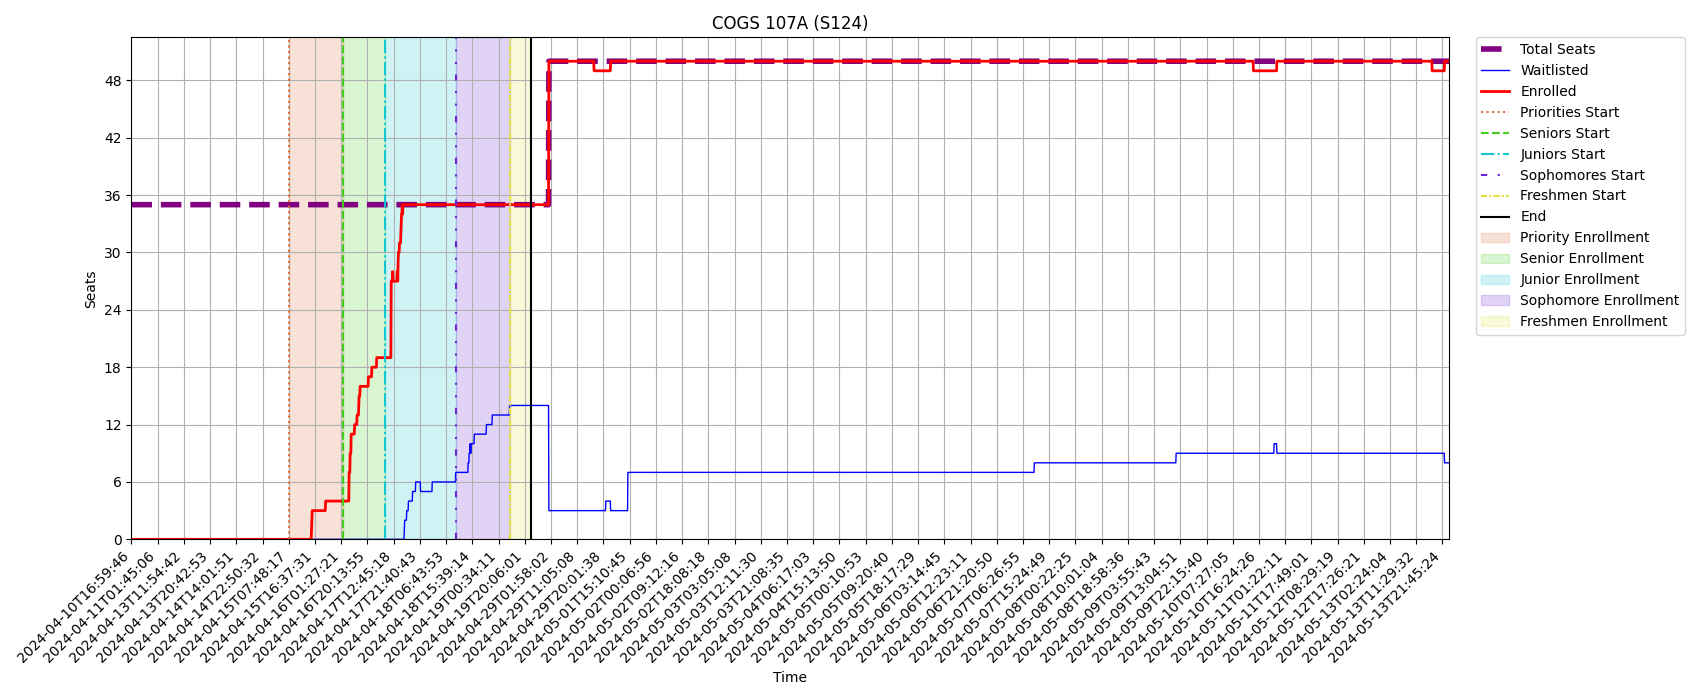 COGS 107A (S124)
Seats
48
42
36
30
24
18
12
6
0
2024-04-10T16:59:46
2024-04-11T01:45:06
2024-04-13T11:54:42
2024-04-13T20:42:53
2024-04-14T14:01:51
2024-04-14T22:50:32
2024-04-15T07:48:17
2024-04-15T16:37:31
2024-04-16T01:27:21
2024-04-16T20:13:55
2024-04-17T12:45:18
2024-04-17T21:40:43
2024-04-18T06:43:53
2024-04-18T15:39:14
2024-04-19T00:34:11
2024-04-19T20:06:01
2024-04-29T01:58:02
2024-04-29T11:05:08
2024-04-29T20:01:38
2024-05-01T15:10:45
2024-05-02T00:06:56
2024-05-02T09:12:16
2024-05-02T18:08:18
2024-05-03T03:05:08
2024-05-03T12:11:30
2024-05-03T21:08:35
2024-05-04T06:17:03
2024-05-04T15:13:50
2024-05-05T00:10:53
2024-05-05T09:20:40
2024-05-05T18:17:29
2024-05-06T03:14:45
2024-05-06T12:23:11
2024-05-06T21:20:50
2024-05-07T06:26:55
2024-05-07T15:24:49
2024-05-08T00:22:25
2024-05-08T10:01:04
2024-05-08T18:58:36
2024-05-09T03:55:43
2024-05-09T13:04:51
2024-05-09T22:15:40
2024-05-10T07:27:05
2024-05-10T16:24:26
2024-05-11T01:22:11
2024-05-11T17:49:01
2024-05-12T08:29:19
2024-05-12T17:26:21
2024-05-13T02:24:04
2024-05-13T11:29:32
2024-05-13T21:45:24
Time
Total Seats
Waitlisted
Enrolled
Priorities Start
Seniors Start
Juniors Start
Sophomores Start
Freshmen Start
End
Priority Enrollment
Senior Enrollment
Junior Enrollment
Sophomore Enrollment
Freshmen Enrollment